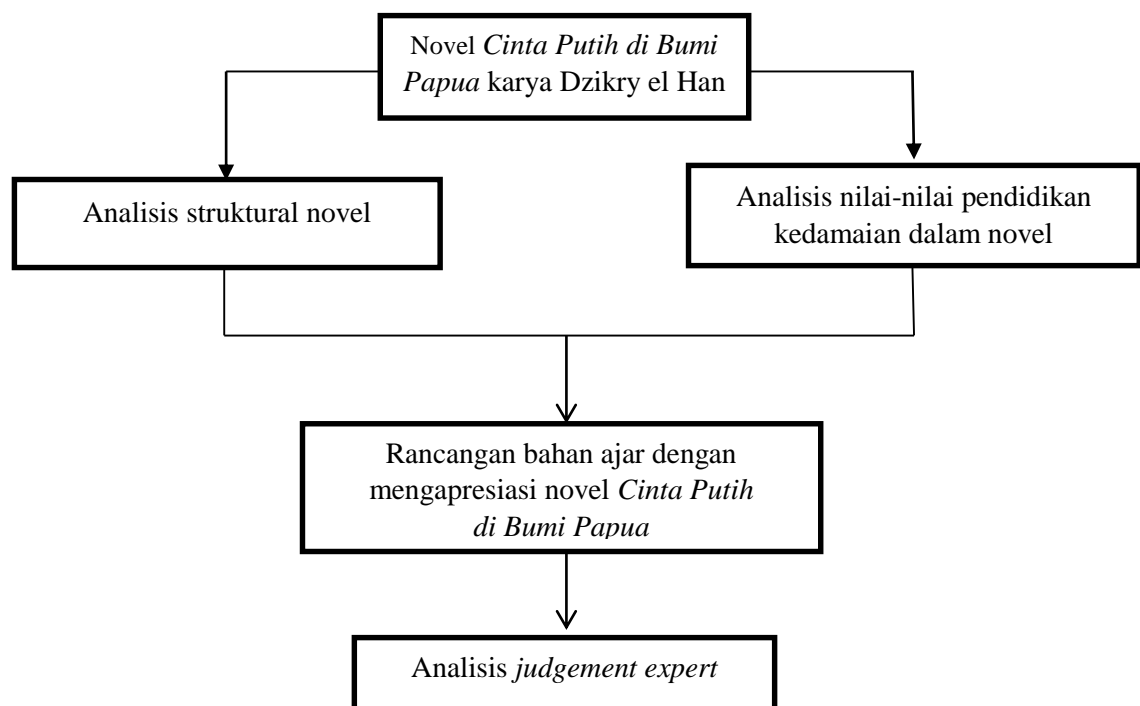 Novel Cinta Putih di Bumi
Papua karya Dzikry el Han
Analisis struktural novel
Analisis nilai-nilai pendidikan
kedamaian dalam novel
Rancangan bahan ajar dengan
mengapresiasi novel Cinta Putih
di Bumi Papua
Analisis judgement expert